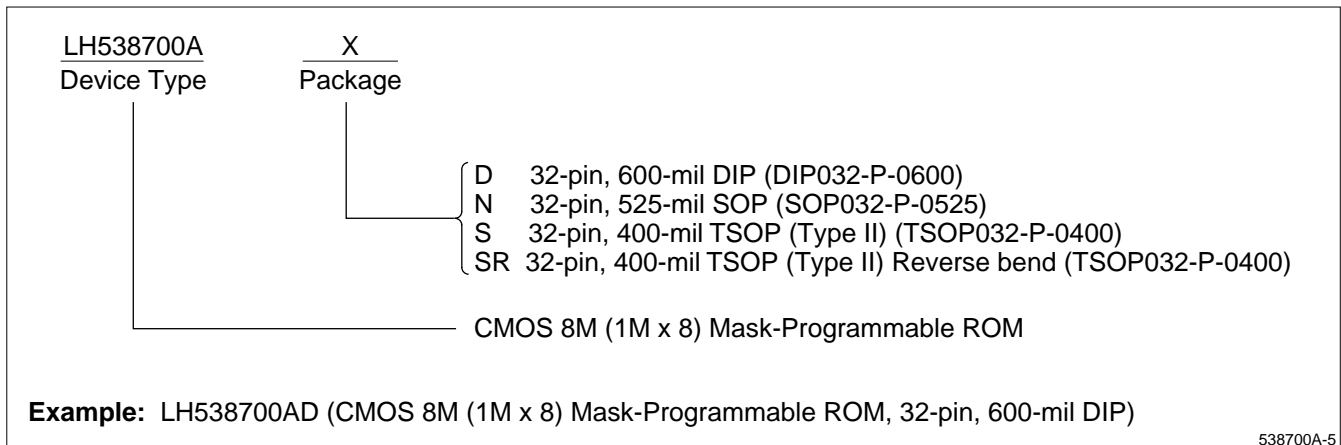 LH538700A X
Device Type Package
D 32-pin, 600-mil DIP (DIP032-P-0600)
N 32-pin, 525-mil SOP (SOP032-P-0525)
S 32-pin, 400-mil TSOP (Type II) (TSOP032-P-0400)
SR 32-pin, 400-mil TSOP (Type II) Reverse bend (TSOP032-P-0400)
CMOS 8M (1M x 8) Mask-Programmable ROM
Example: LH538700AD (CMOS 8M (1M x 8) Mask-Programmable ROM, 32-pin, 600-mil DIP)
538700A-5